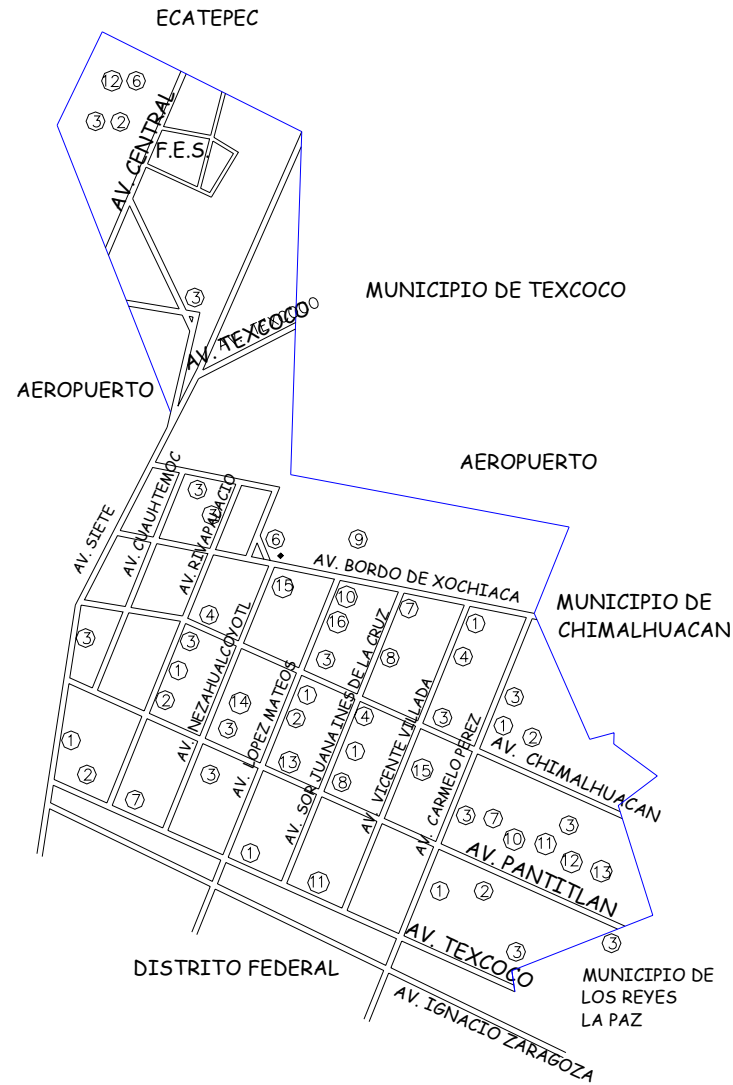 ECATEPEC
12 6
3 2
AV. CENTRAL
F.E.S.
MUNICIPIO DE TEXCOCO
3
AV. TEXCOCO
AV. TEXCOCO
AEROPUERTO
AEROPUERTO
AV. SIETE
AV. CUAUHTEMOC
AV. RIVAPALACIO
3
6
9
AV. BORDO DE XOCHIACA
MUNICIPIO DE
CHIMALHUACAN
15
10
7
1
4
16
3
3
8
4
1
3
2
AV. NEZAHUALCOYOTL
14
3
AV. LOPEZ MATEOS
1
2
AV. SOR JUANA INES DE LA CRUZ
4
AV. VICENTE VILLADA
3
AV. CARMELO PEREZ
3
1
2
AV. CHIMALHUACAN
1
2
7
3
13
1
8
15
3
7
3
10
11
12
13
AV. PANTITLAN
1
11
1
2
3
3
AV. TEXCOCO
DISTRITO FEDERAL
MUNICIPIO DE
LOS REYES
LA PAZ
AV. IGNACIO ZARAGOZA